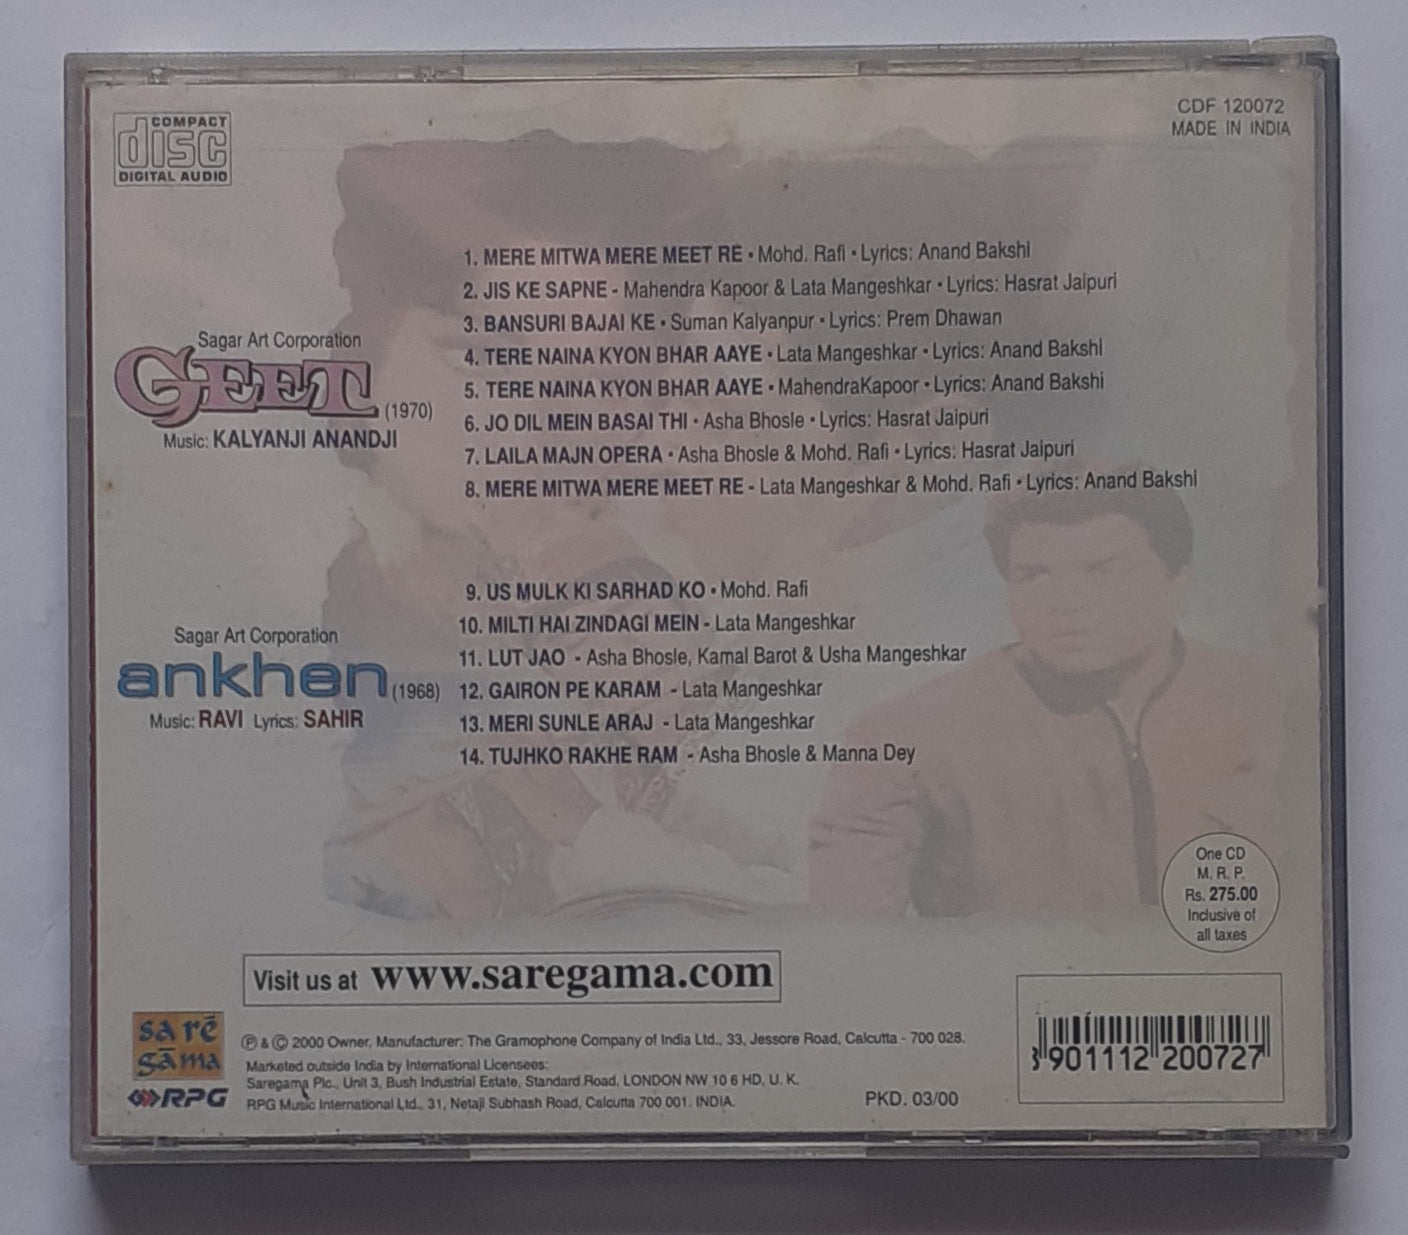 COMPACT
disc
DIGITAL AUDIO
CDF 120072
MADE IN INDIA
Sagar Art Corporation
GEET (1970)
Music: KALYANJI ANANDJI
1. MERE MITWA MERE MEET RE • Mohd. Rafi • Lyrics: Anand Bakshi
2. JIS KE SAPNE - Mahendra Kapoor & Lata Mangeshkar • Lyrics: Hasrat Jaipuri
3. BANSURI BAJAI KE • Suman Kalyanpur • Lyrics: Prem Dhawan
4. TERE NAINA KYON BHAR AAYE • Lata Mangeshkar • Lyrics: Anand Bakshi
5. TERE NAINA KYON BHAR AAYE • MahendraKapoor • Lyrics: Anand Bakshi
6. JO DIL MEIN BASAI THI • Asha Bhosle • Lyrics: Hasrat Jaipuri
7. LAILA MAJN OPERA • Asha Bhosle & Mohd. Rafi • Lyrics: Hasrat Jaipuri
8. MERE MITWA MERE MEET RE - Lata Mangeshkar & Mohd. Rafi • Lyrics: Anand Bakshi
Sagar Art Corporation
ankhen (1968)
Music: RAVI Lyrics: SAHIR
9. US MULK KI SARHAD KO • Mohd. Rafi
10. MILTI HAI ZINDAGI MEIN - Lata Mangeshkar
11. LUT JAO - Asha Bhosle, Kamal Barot & Usha Mangeshkar
12. GAIRON PE KARAM - Lata Mangeshkar
13. MERI SUNLE ARAJ - Lata Mangeshkar
14. TUJHKO RAKHE RAM - Asha Bhosle & Manna Dey
One CD
M. R. P.
Rs. 275.00
Inclusive of
all taxes
Visit us at www.saregama.com
sa rē
gāma
RPG
℗ & © 2000 Owner, Manufacturer: The Gramophone Company of India Ltd., 33, Jessore Road, Calcutta - 700 028.
Marketed outside India by International Licensees:
Saregama Plc., Unit 3, Bush Industrial Estate, Standard Road, LONDON NW 10 6 HD, U. K.
RPG Music International Ltd., 31, Netaji Subhash Road, Calcutta 700 001. INDIA.
PKD. 03/00
3 901112 200727